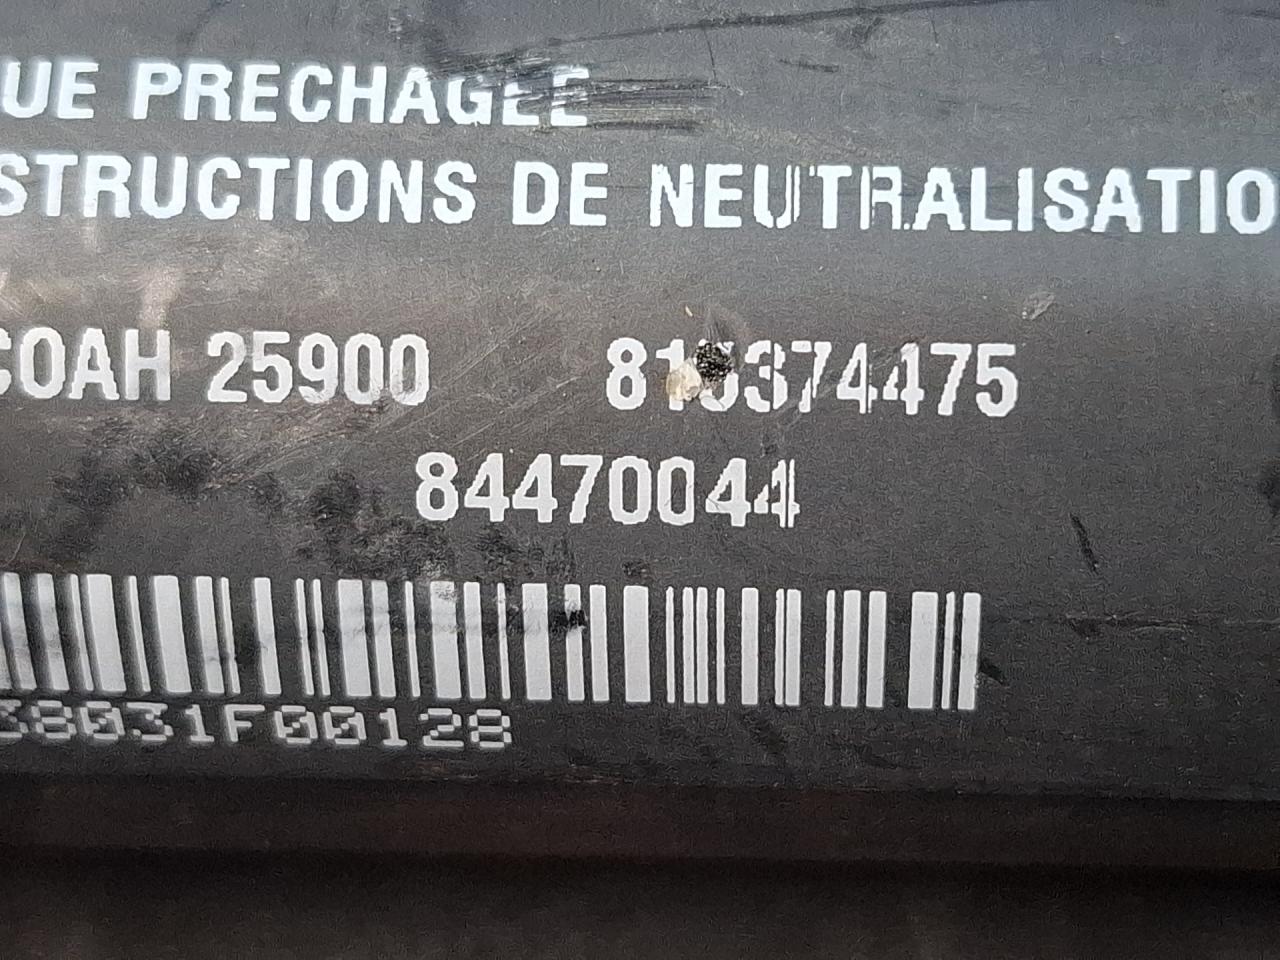 UE PRECHAGEE
STRUCTIONS DE NEUTRALISATIO
COAH 25900
84470044
38031F00128